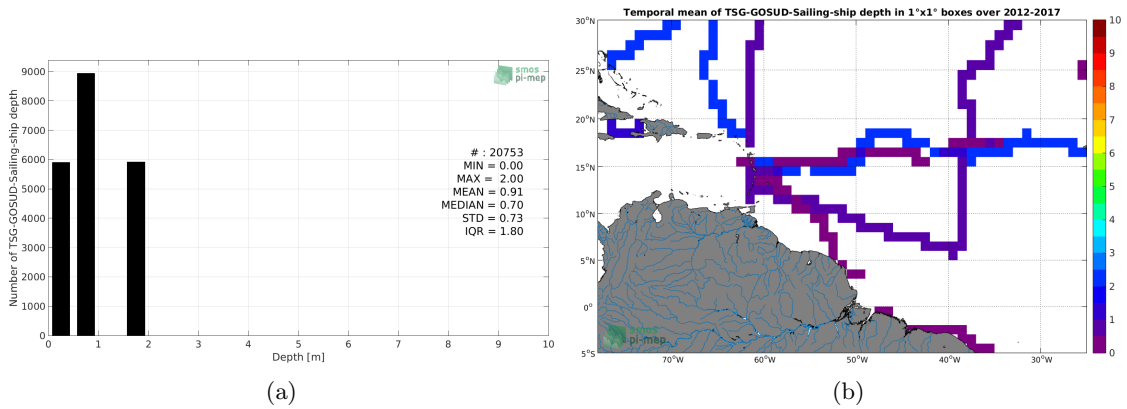 9000
8000
7000
6000
5000
4000
3000
2000
1000
0
Number of TSG-GOSUD-Sailing-ship depth
smos
pi-mep
# : 20753
MIN = 0.00
MAX = 2.00
MEAN = 0.91
MEDIAN = 0.70
STD = 0.73
IQR = 1.80
0 1 2 3 4 5 6 7 8 9 10
Depth [m]
(a)
Temporal mean of TSG-GOSUD-Sailing-ship depth in 1°x1° boxes over 2012-2017
30°N
25°N
20°N
15°N
10°N
5°N
0°
5°S
70°W 60°W 50°W 40°W 30°W
smos
pi-mep
10
9
8
7
6
5
4
3
2
1
0
(b)